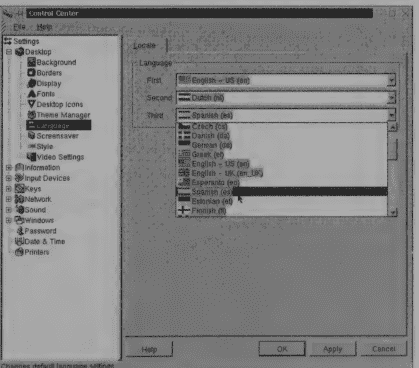 Control Center
File Help
Settings
Desktop
Background
Borders
Display
Fonts
Desktop Icons
Theme Manager
Language
Screensaver
Style
Video Settings
Information
Input Devices
Keys
Network
Sound
Windows
Password
Date & Time
Printers
Locale
Language
First English - US (en)
Second Dutch (nl)
Third Spanish (es)
Czech (cs)
Danish (da)
German (de)
Greek (el)
English - US (en)
English - UK (en_UK)
Esperanto (eo)
Spanish (es)
Estonian (et)
Finnish (fi)
Help OK Apply Cancel
Changes default language settings